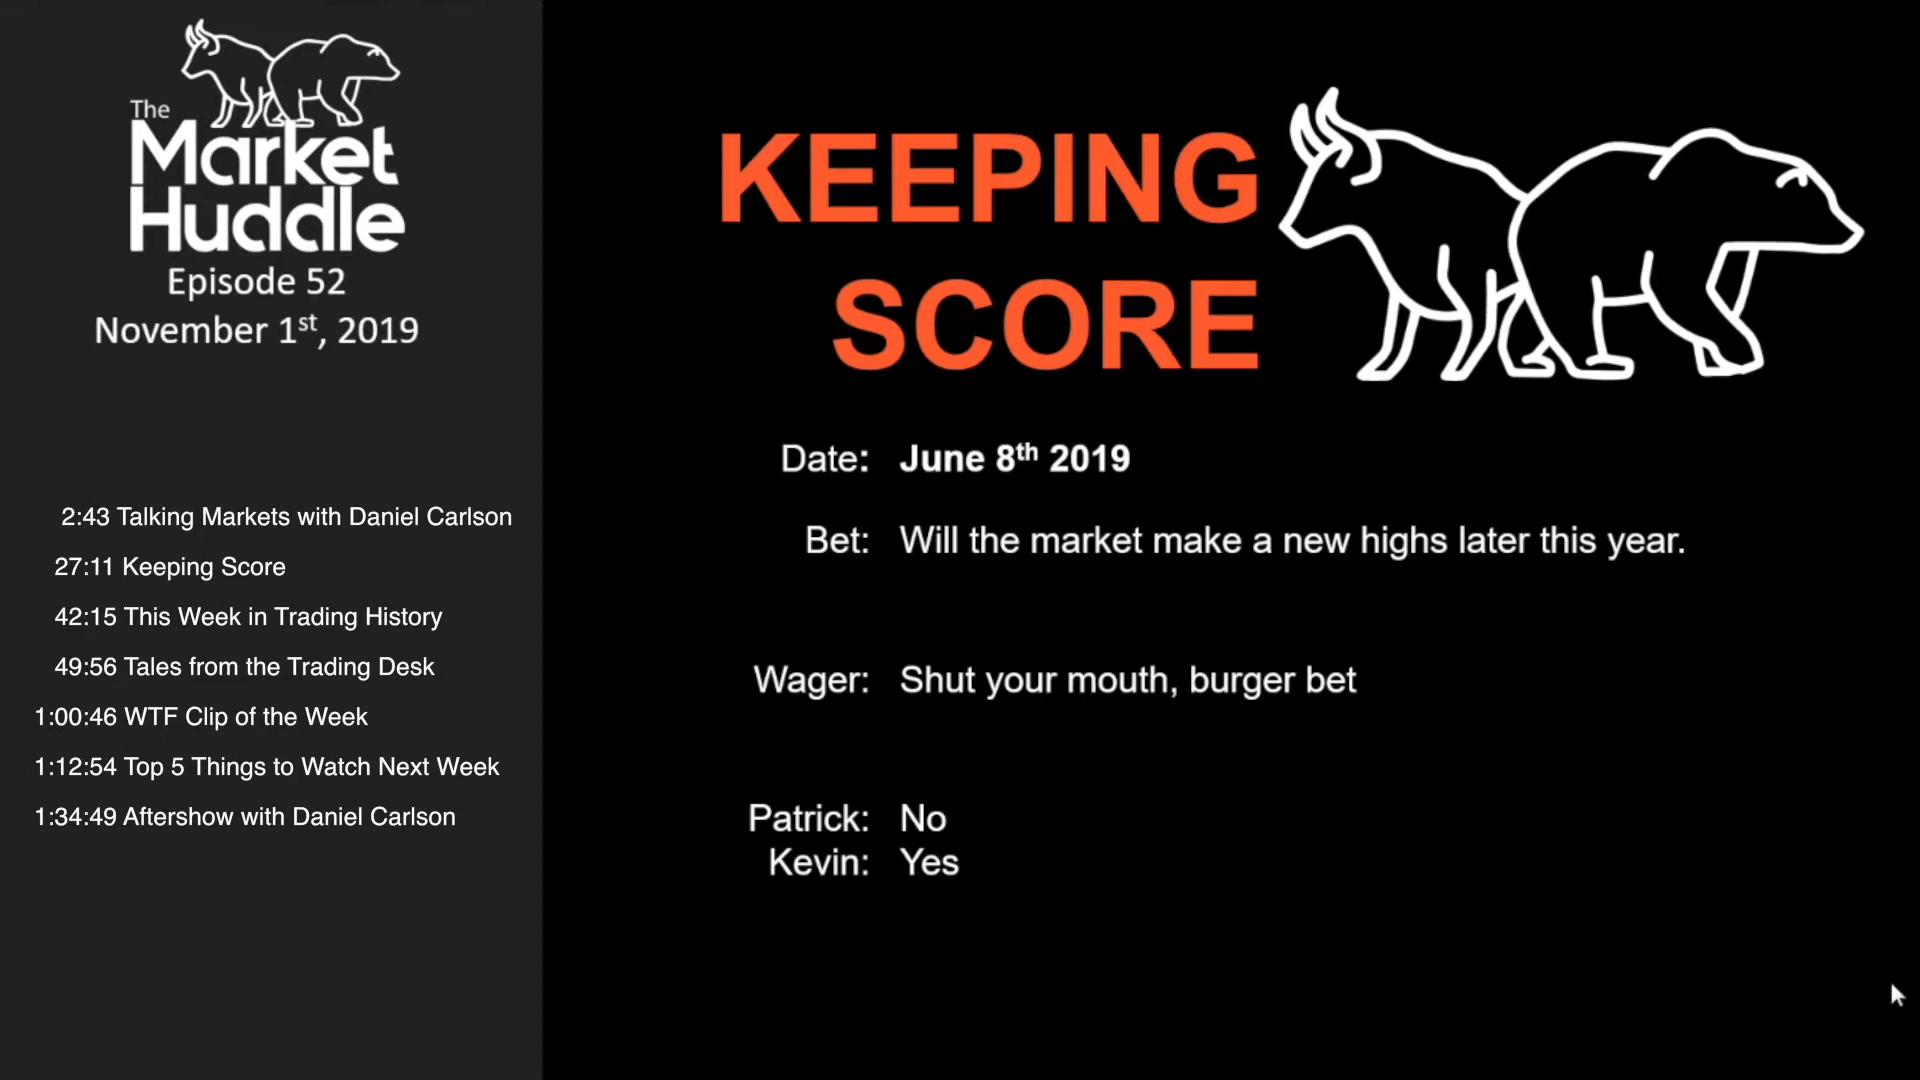 The
Market
Huddle
Episode 52
November 1st, 2019
2:43 Talking Markets with Daniel Carlson
27:11 Keeping Score
42:15 This Week in Trading History
49:56 Tales from the Trading Desk
1:00:46 WTF Clip of the Week
1:12:54 Top 5 Things to Watch Next Week
1:34:49 Aftershow with Daniel Carlson
KEEPING
SCORE
Date: June 8th 2019
Bet: Will the market make a new highs later this year.
Wager: Shut your mouth, burger bet
Patrick: No
Kevin: Yes